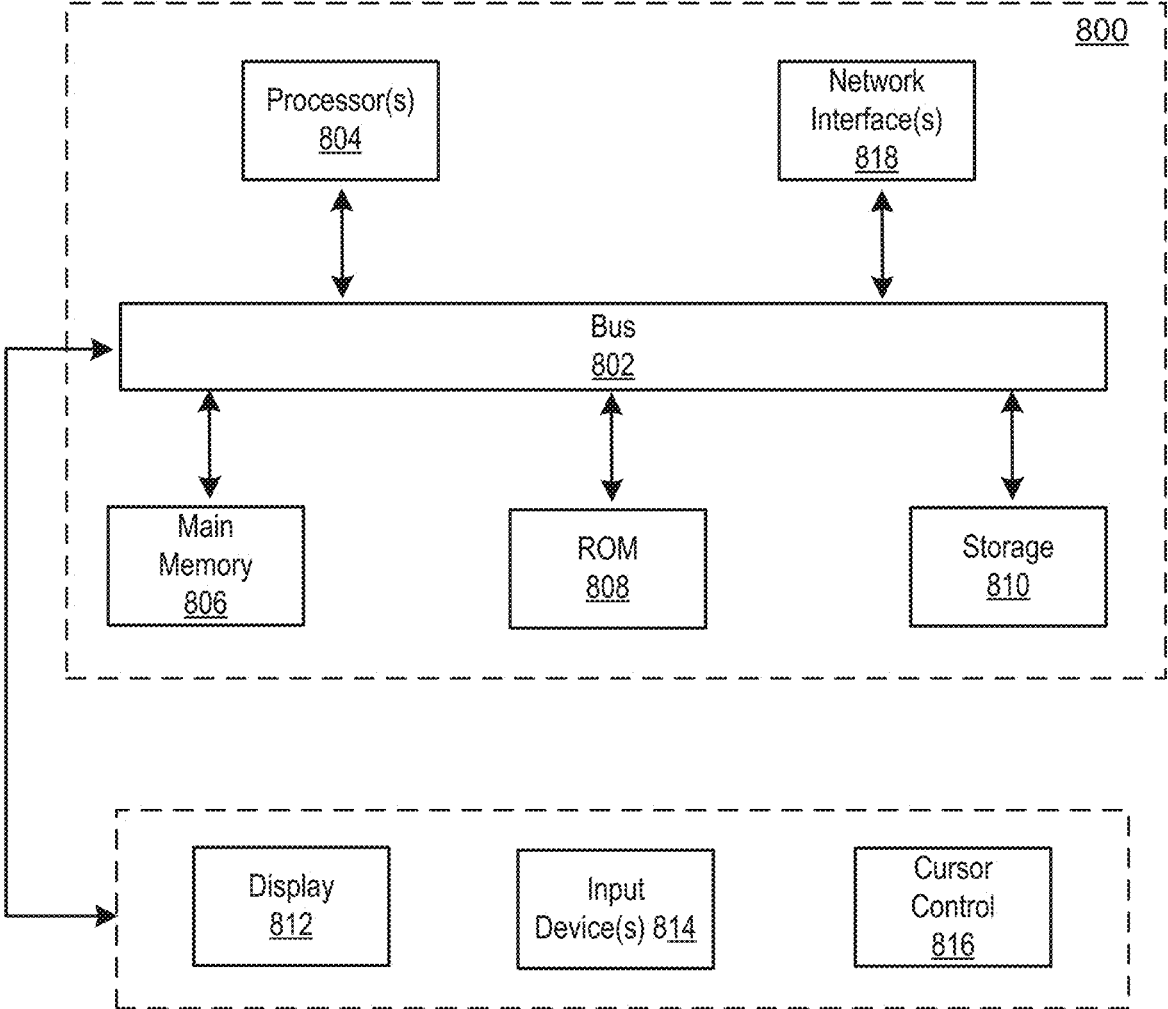 800
Processor(s)
804
Network
Interface(s)
818
Bus
802
Main
Memory
806
ROM
808
Storage
810
Display
812
Input
Device(s) 814
Cursor
Control
816